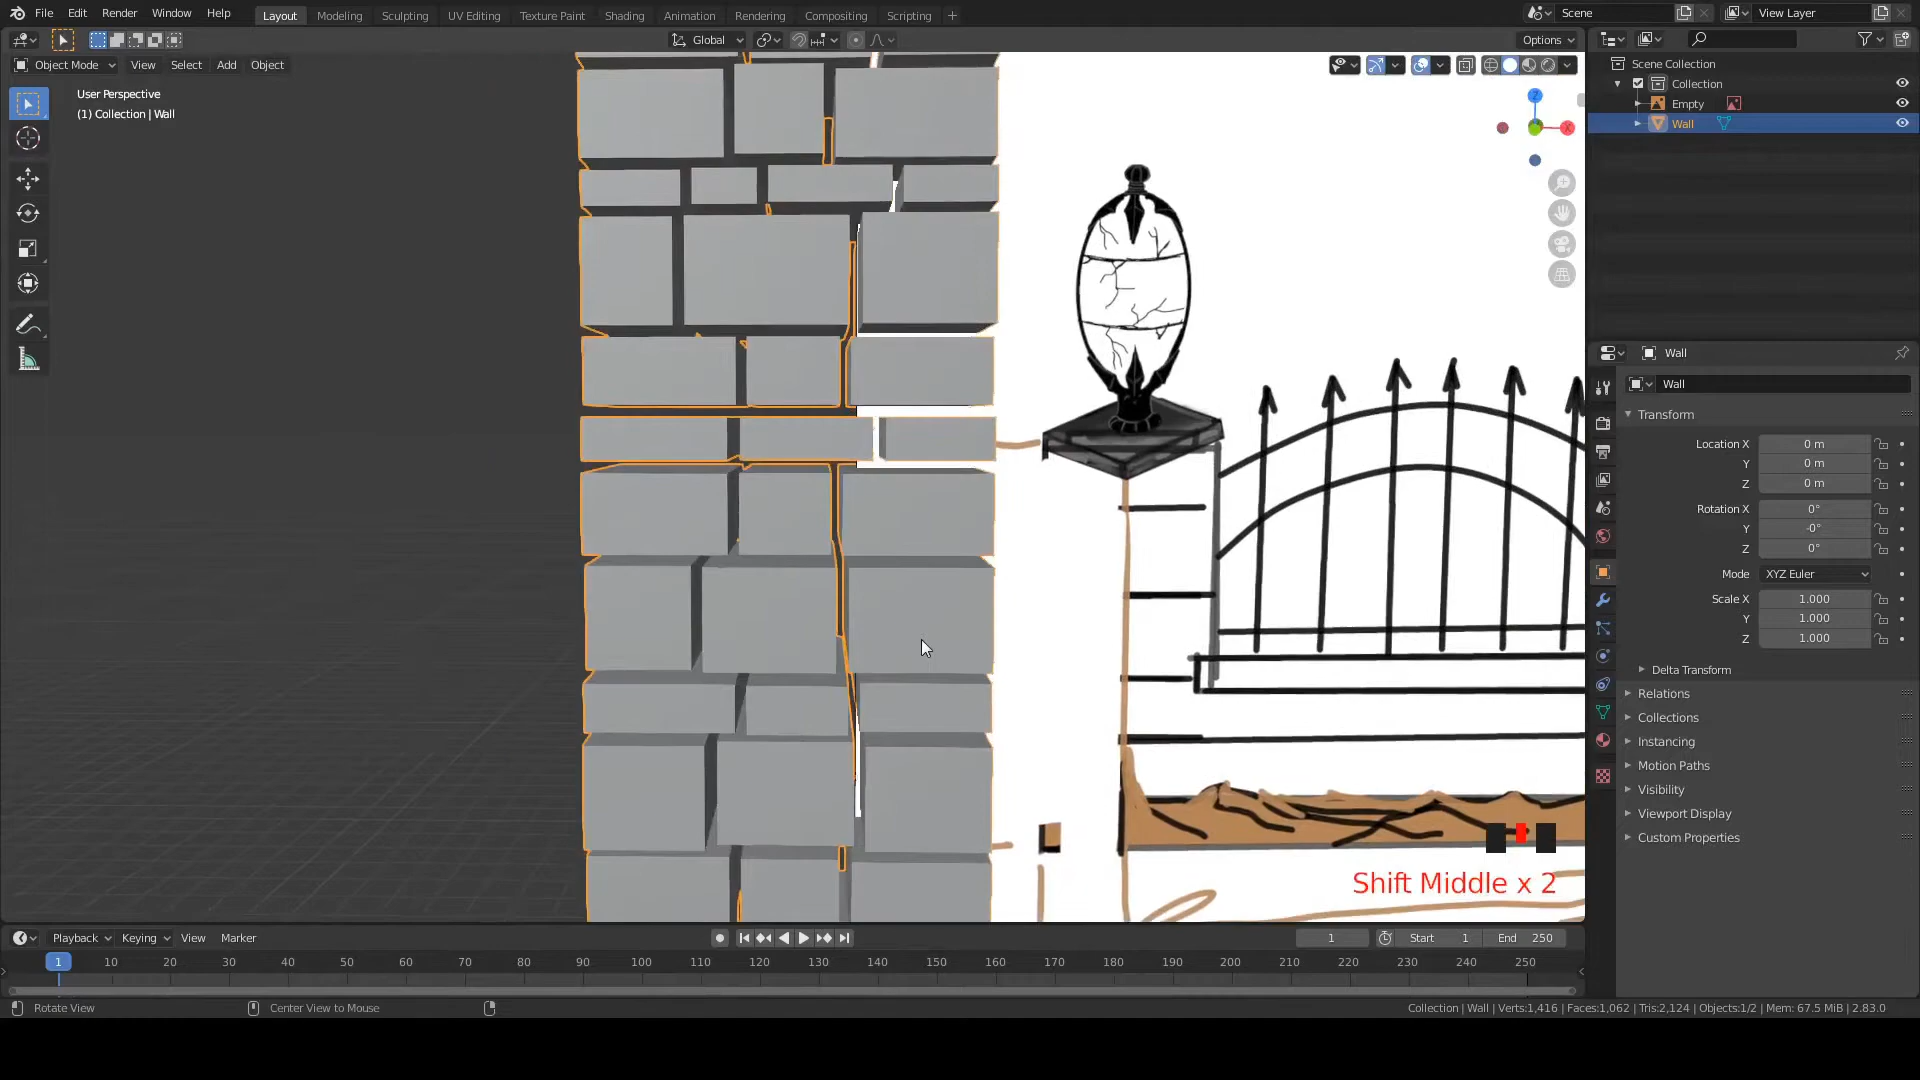 File Edit Render Window Help
Layout Modeling Sculpting UV Editing Texture Paint Shading Animation Rendering Compositing Scripting +
Scene
View Layer
Global
Options
Object Mode View Select Add Object
User Perspective
(1) Collection | Wall
Z
X
Scene Collection
Collection
Empty
Wall
Wall
Wall
Transform
Location X 0 m
Y 0 m
Z 0 m
Rotation X 0°
Y -0°
Z 0°
Mode XYZ Euler
Scale X 1.000
Y 1.000
Z 1.000
Delta Transform
Relations
Collections
Instancing
Motion Paths
Visibility
Viewport Display
Custom Properties
Shift Middle x 2
Playback Keying View Marker
1 Start 1 End 250
1 10 20 30 40 50 60 70 80 90 100 110 120 130 140 150 160 170 180 190 200 210 220 230 240 250
Rotate View Center View to Mouse
Collection | Wall | Verts:1,416 | Faces:1,062 | Tris:2,124 | Objects:1/2 | Mem: 67.5 MiB | 2.83.0